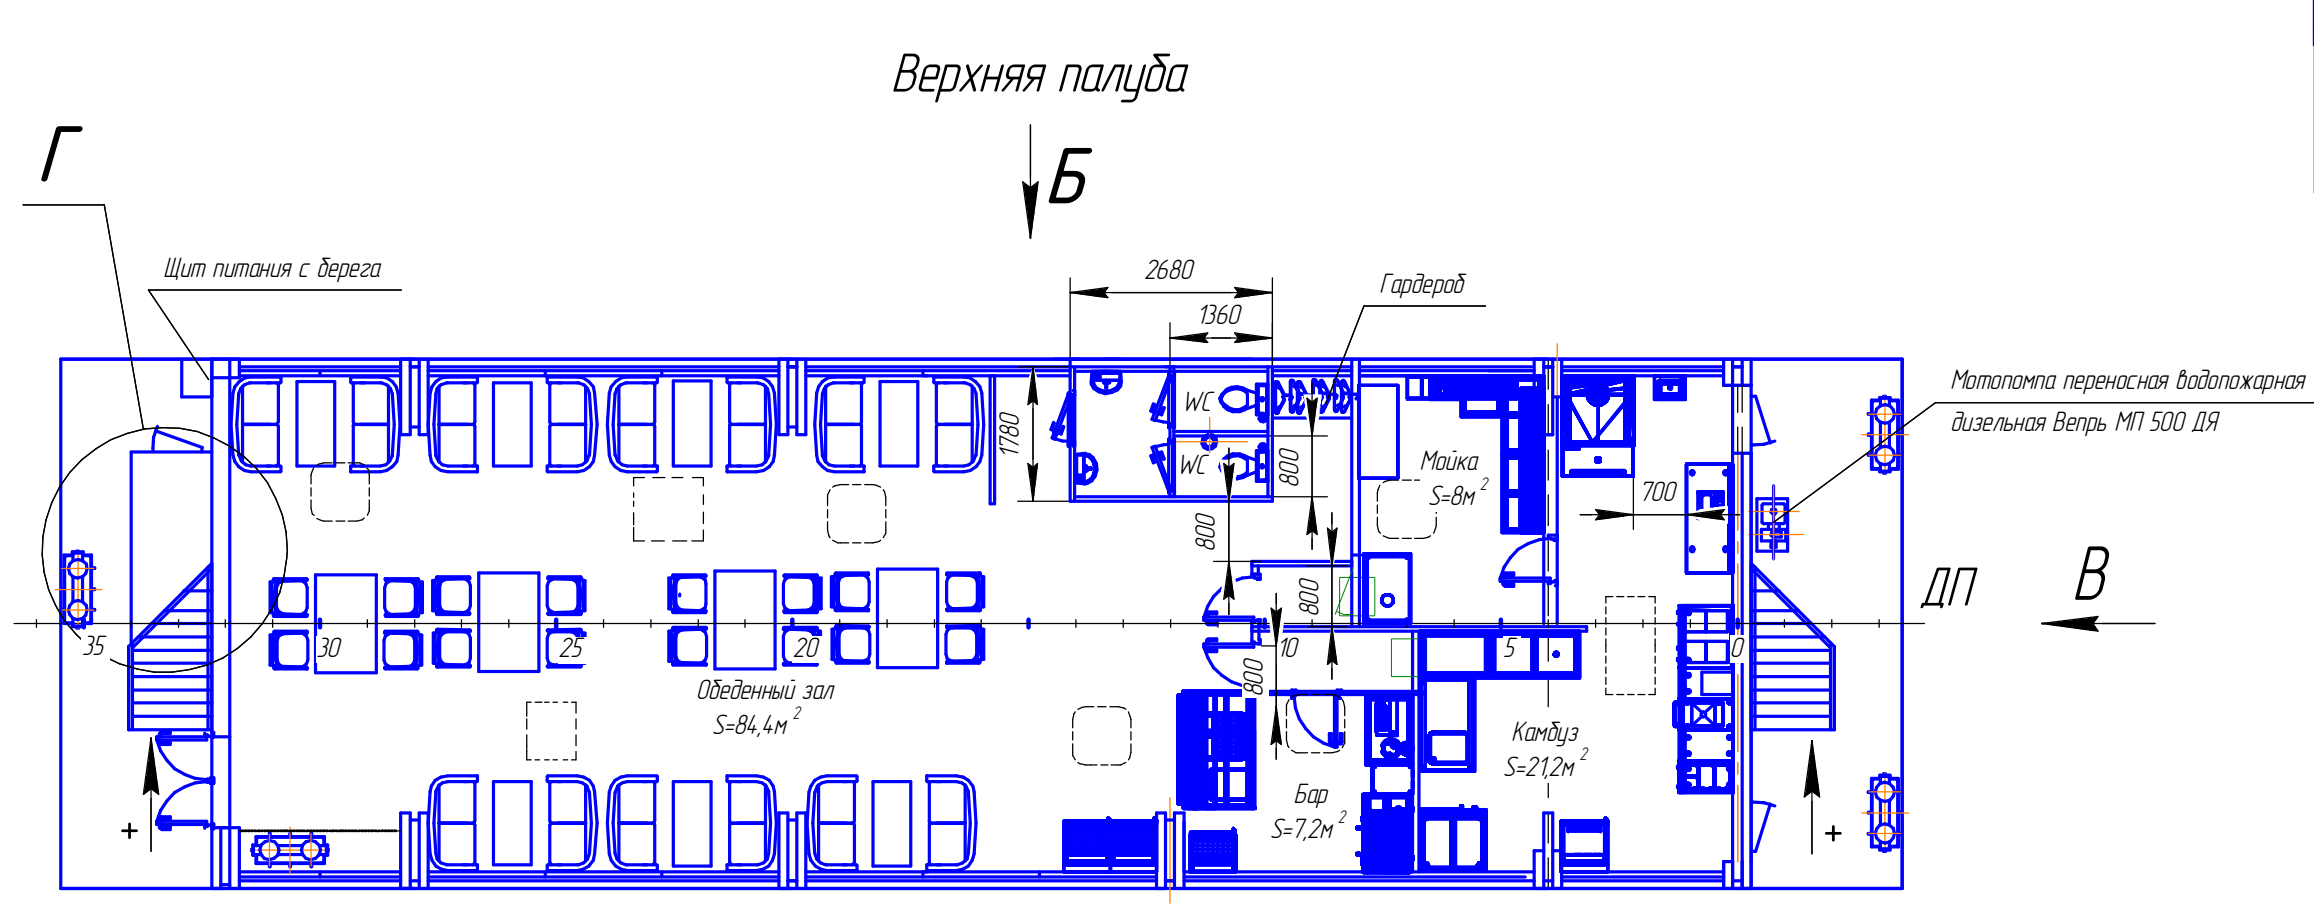 Верхняя палуба
Г
Б
Щит питания с берега
2680
Гардероб
1360
Мотопомпа переносная водопожарная
дизельная Вепрь МП 500 ДЯ
WC
1780
WC
800
Мойка
S=8м²
700
800
800
ДП
В
35
30
25
20
10
5
0
800
Обеденный зал
S=84,4м²
Камбуз
S=21,2м²
Бар
S=7,2м²
+
+